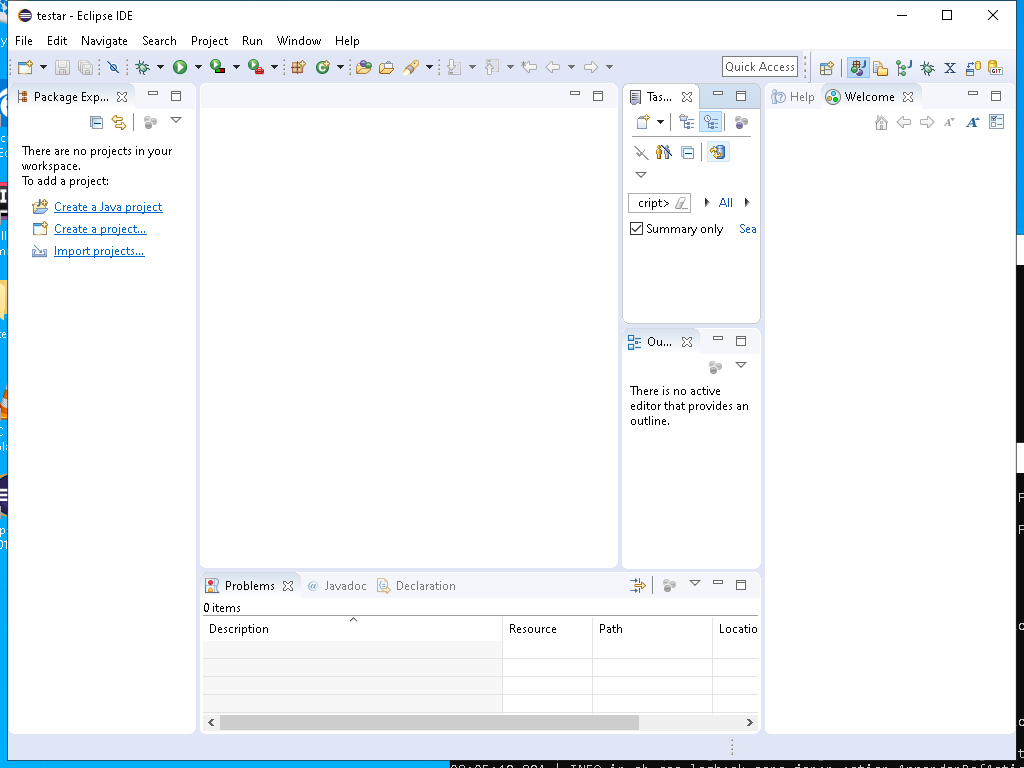 testar - Eclipse IDE
File Edit Navigate Search Project Run Window Help
Quick Access
Package Exp...
Tas...
Help
Welcome
There are no projects in your
workspace.
To add a project:
Create a Java project
Create a project...
Import projects...
cript>
All
Summary only
Sea
Ou...
There is no active
editor that provides an
outline.
Problems
@ Javadoc
Declaration
0 items
Description Resource Path Locatio